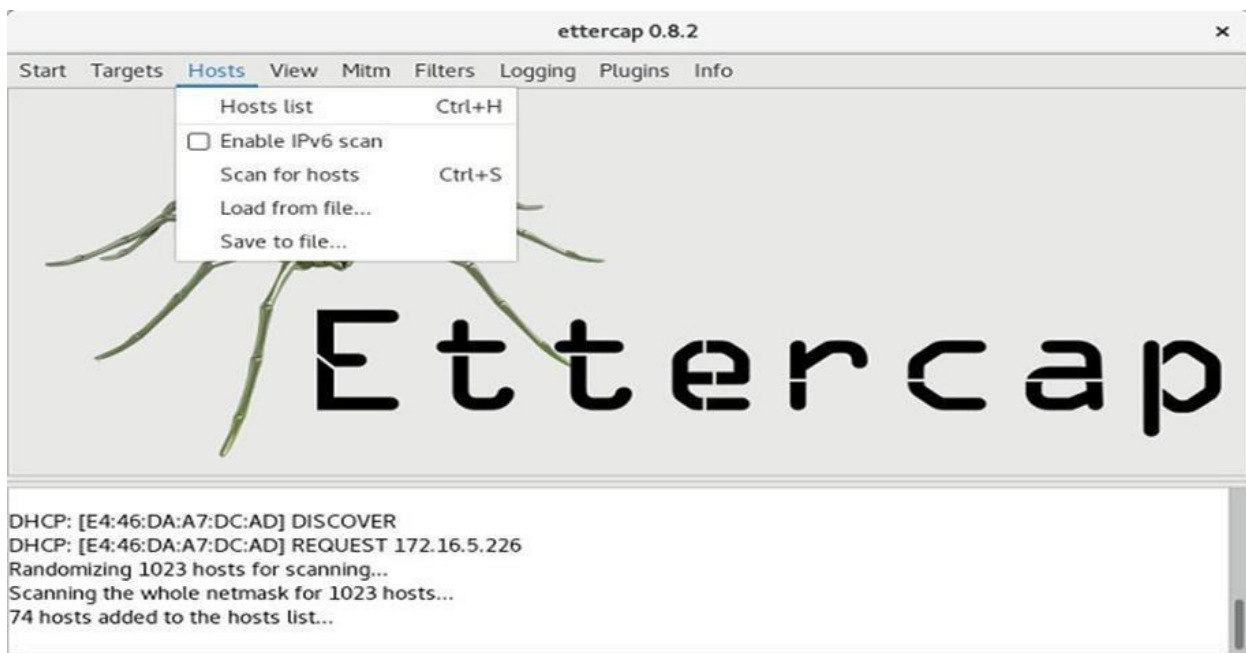 ettercap 0.8.2 ×
Start Targets Hosts View Mitm Filters Logging Plugins Info
Hosts list Ctrl+H
Enable IPv6 scan
Scan for hosts Ctrl+S
Load from file...
Save to file...
Ettercap
DHCP: [E4:46:DA:A7:DC:AD] DISCOVER
DHCP: [E4:46:DA:A7:DC:AD] REQUEST 172.16.5.226
Randomizing 1023 hosts for scanning...
Scanning the whole netmask for 1023 hosts...
74 hosts added to the hosts list...